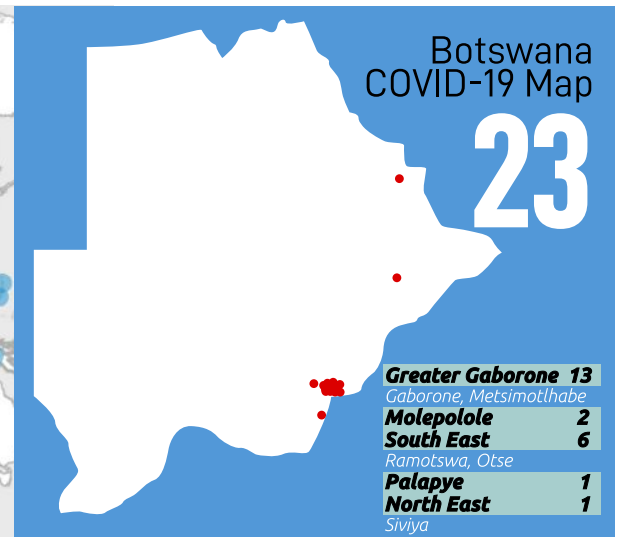 Botswana
COVID-19 Map
23
Greater Gaborone 13
Gaborone, Metsimotlhabe
Molepolole 2
South East 6
Ramotswa, Otse
Palapye 1
North East 1
Siviya